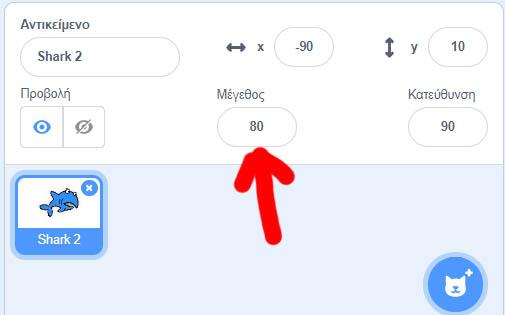 Αντικείμενο
Shark 2
x
-90
y
10
Προβολή
Μέγεθος
80
Κατεύθυνση
90
Shark 2